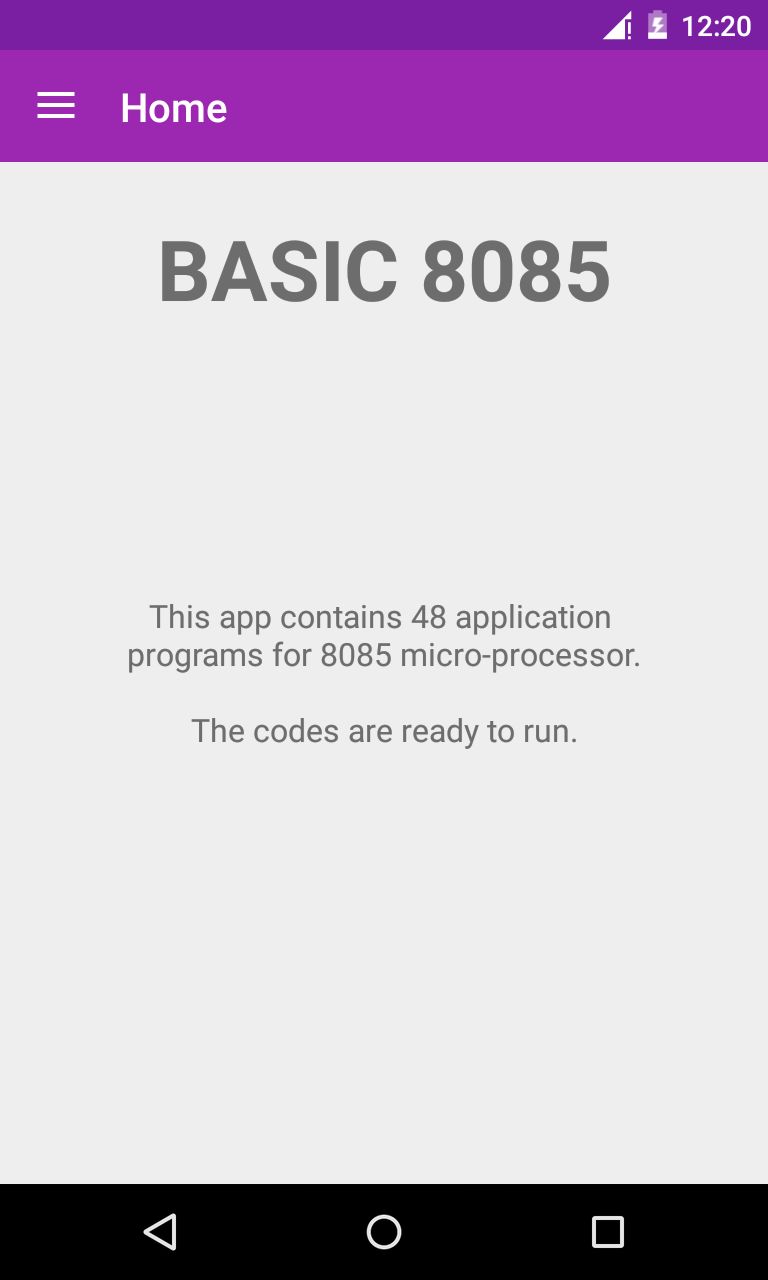 12:20
Home
BASIC 8085
This app contains 48 application
programs for 8085 micro-processor.
The codes are ready to run.